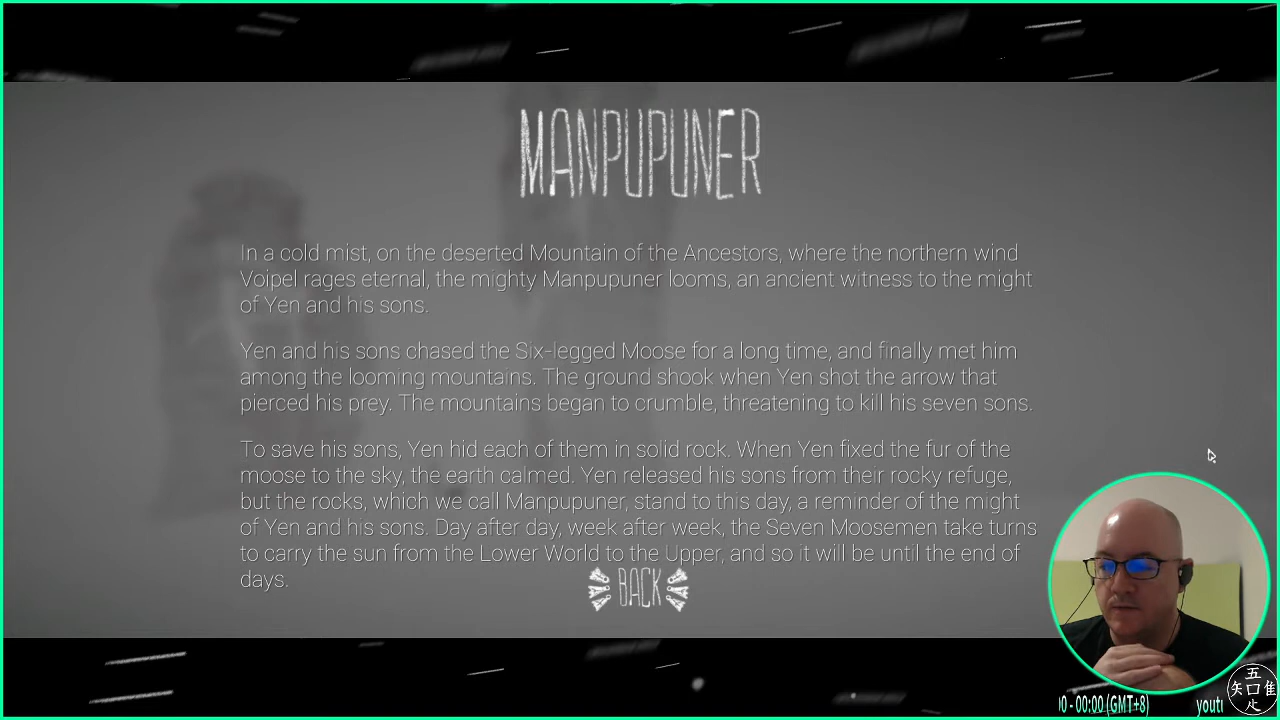 MANPUPUNER
In a cold mist, on the deserted Mountain of the Ancestors, where the northern wind
Voipel rages eternal, the mighty Manpupuner looms, an ancient witness to the might
of Yen and his sons.
Yen and his sons chased the Six-legged Moose for a long time, and finally met him
among the looming mountains. The ground shook when Yen shot the arrow that
pierced his prey. The mountains began to crumble, threatening to kill his seven sons.
To save his sons, Yen hid each of them in solid rock. When Yen fixed the fur of the
moose to the sky, the earth calmed. Yen released his sons from their rocky refuge,
but the rocks, which we call Manpupuner, stand to this day, a reminder of the might
of Yen and his sons. Day after day, week after week, the Seven Moosemen take turns
to carry the sun from the Lower World to the Upper, and so it will be until the end of
days.
BACK
0 - 00:00 (GMT+8) yout
五
矢口隹
止